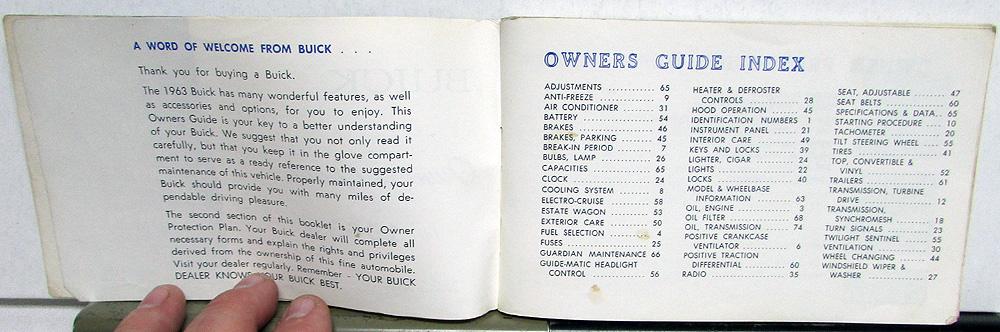 A WORD OF WELCOME FROM BUICK . . .
Thank you for buying a Buick.
The 1963 Buick has many wonderful features, as well
as accessories and options, for you to enjoy. This
Owners Guide is your key to a better understanding
of your Buick. We suggest that you not only read it
carefully, but that you keep it in the glove compart-
ment to serve as a ready reference to the suggested
maintenance of this vehicle. Properly maintained, your
Buick should provide you with many miles of de-
pendable driving pleasure.
The second section of this booklet is your Owner
Protection Plan. Your Buick dealer will complete all
necessary forms and explain the rights and privileges
derived from the ownership of this fine automobile.
Visit your dealer regularly. Remember - YOUR BUICK
DEALER KNOWS YOUR BUICK BEST.
OWNERS GUIDE INDEX
ADJUSTMENTS ............ 65
ANTI-FREEZE .............. 9
AIR CONDITIONER ......... 31
BATTERY ................. 54
BRAKES .................. 46
BRAKES, PARKING ......... 45
BREAK-IN PERIOD ......... 7
BULBS, LAMP ............. 26
CAPACITIES .............. 65
CLOCK ................... 24
COOLING SYSTEM .......... 8
ELECTRO-CRUISE .......... 58
ESTATE WAGON ............ 53
EXTERIOR CARE ........... 50
FUEL SELECTION .......... 4
FUSES ................... 25
GUARDIAN MAINTENANCE 66
GUIDE-MATIC HEADLIGHT
CONTROL ............... 56
HEATER & DEFROSTER
CONTROLS .............. 28
HOOD OPERATION .......... 45
IDENTIFICATION NUMBERS 1
INSTRUMENT PANEL ........ 21
INTERIOR CARE ........... 49
KEYS AND LOCKS .......... 39
LIGHTER, CIGAR .......... 24
LIGHTS .................. 22
LOCKS ................... 40
MODEL & WHEELBASE
INFORMATION ........... 63
OIL, ENGINE ............. 3
OIL FILTER .............. 68
OIL, TRANSMISSION ....... 74
POSITIVE CRANKCASE
VENTILATOR ............ 6
POSITIVE TRACTION
DIFFERENTIAL .......... 60
RADIO ................... 35
SEAT, ADJUSTABLE ........ 47
SEAT BELTS .............. 60
SPECIFICATIONS & DATA.. 65
STARTING PROCEDURE .... 10
TACHOMETER .............. 20
TILT STEERING WHEEL ..... 55
TIRES ................... 41
TOP, CONVERTIBLE &
VINYL ................. 52
TRAILERS ................ 61
TRANSMISSION, TURBINE
DRIVE ................. 12
TRANSMISSION,
SYNCHROMESH ........... 18
TURN SIGNALS ............ 23
TWILIGHT SENTINEL ....... 55
VENTILATION ............. 30
WHEEL CHANGING .......... 44
WINDSHIELD WIPER &
WASHER ................ 27